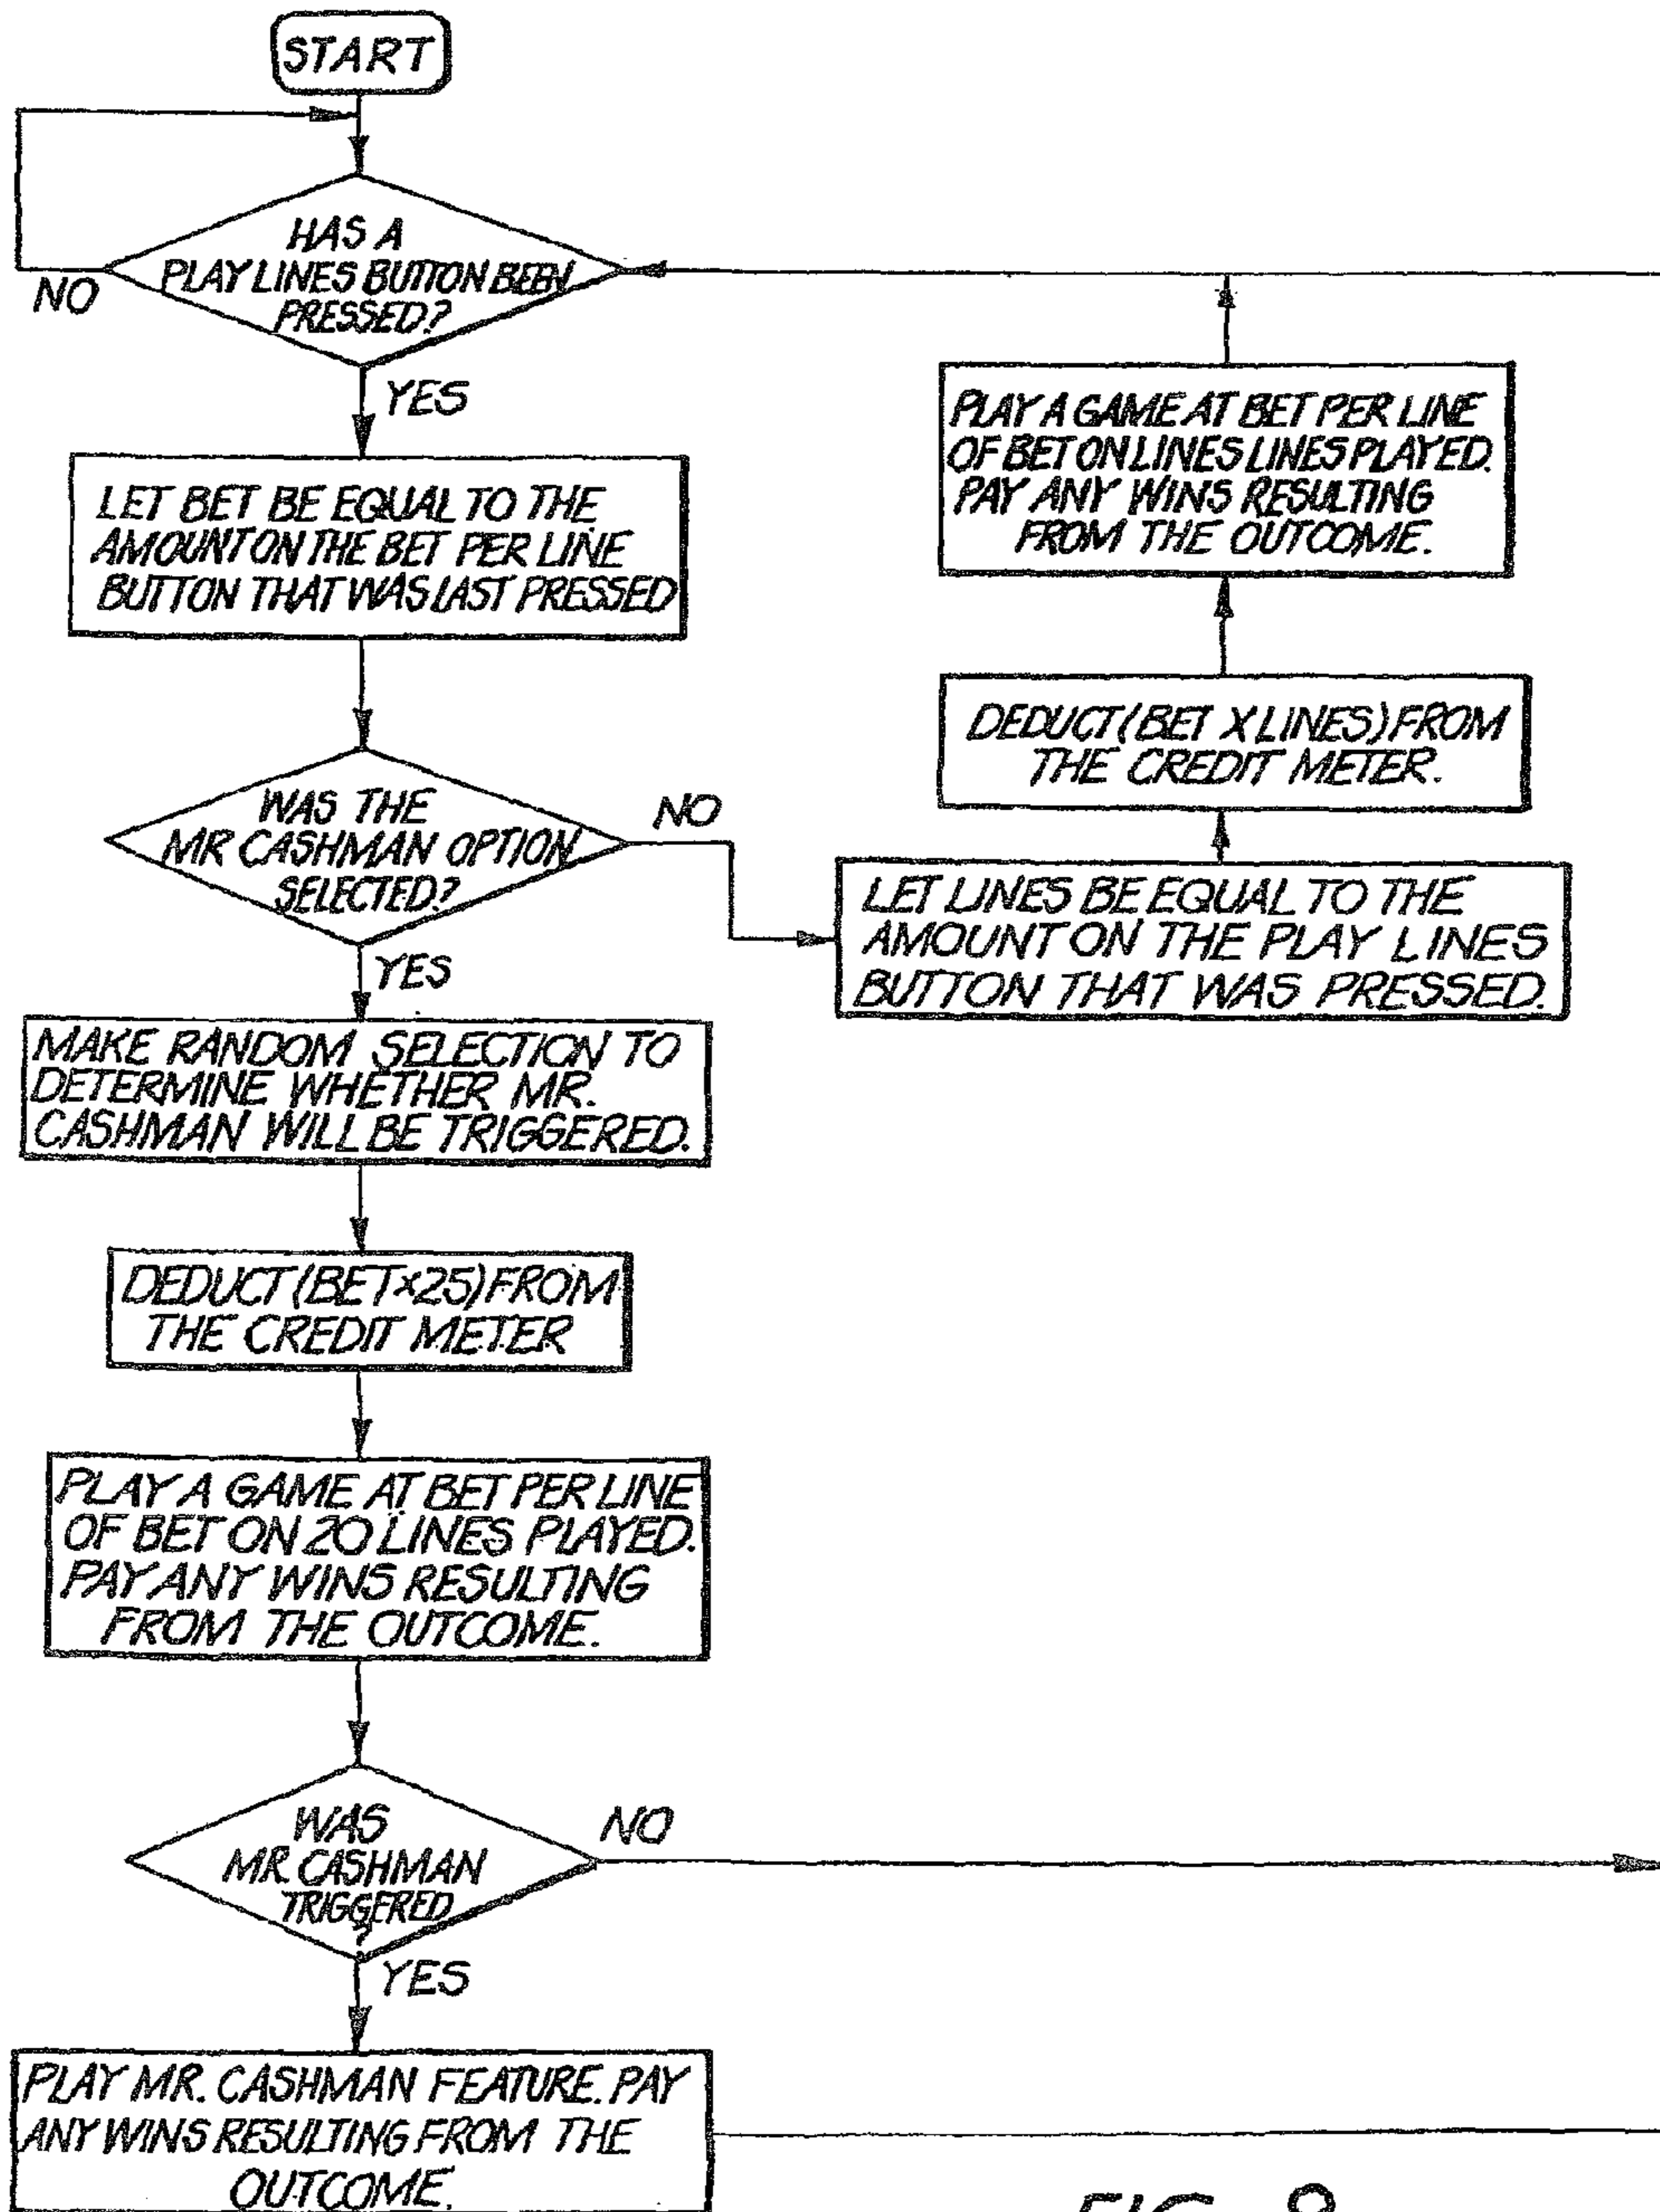 START
HAS A
PLAY LINES BUTTON BEEN
PRESSED?
NO
YES
LET BET BE EQUAL TO THE
AMOUNT ON THE BET PER LINE
BUTTON THAT WAS LAST PRESSED
WAS THE
MR CASHMAN OPTION
SELECTED?
NO
YES
MAKE RANDOM SELECTION TO
DETERMINE WHETHER MR.
CASHMAN WILL BE TRIGGERED.
DEDUCT (BET x 25) FROM
THE CREDIT METER
PLAY A GAME AT BET PER LINE
OF BET ON 20 LINES PLAYED.
PAY ANY WINS RESULTING
FROM THE OUTCOME.
WAS
MR. CASHMAN
TRIGGERED
?
NO
YES
PLAY MR. CASHMAN FEATURE. PAY
ANY WINS RESULTING FROM THE
OUTCOME.
PLAY A GAME AT BET PER LINE
OF BET ON LINES LINES PLAYED.
PAY ANY WINS RESULTING
FROM THE OUTCOME.
DEDUCT (BET X LINES) FROM
THE CREDIT METER.
LET LINES BE EQUAL TO THE
AMOUNT ON THE PLAY LINES
BUTTON THAT WAS PRESSED.